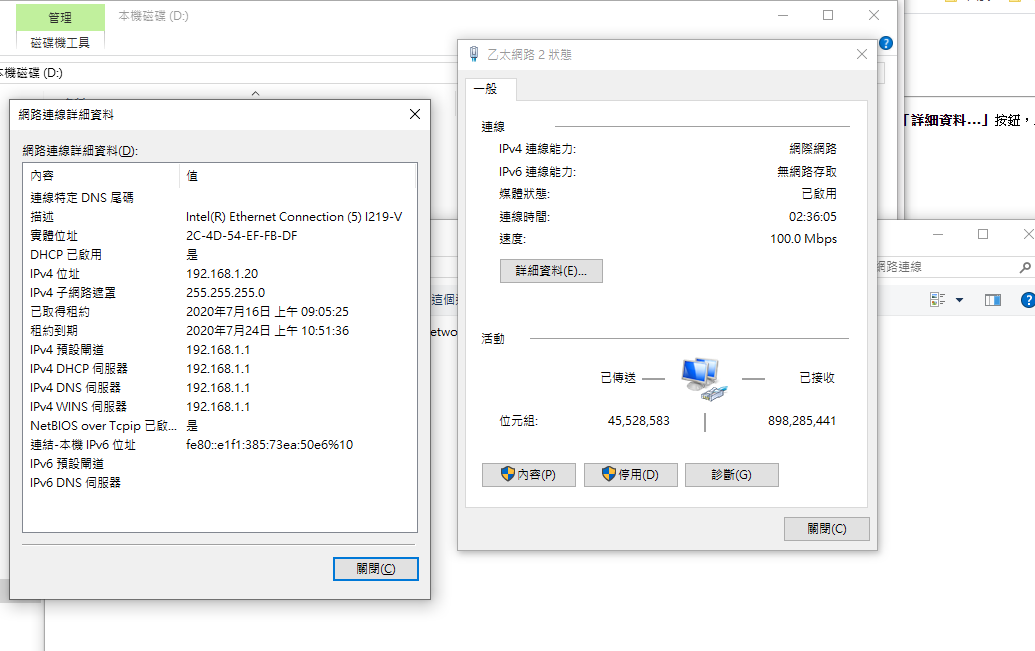 管理
本機磁碟 (D:)
磁碟機工具
本機磁碟 (D:)
網路連線詳細資料
網路連線詳細資料(D):
內容 值
連線特定 DNS 尾碼
描述 Intel(R) Ethernet Connection (5) I219-V
實體位址 2C-4D-54-EF-FB-DF
DHCP 已啟用 是
IPv4 位址 192.168.1.20
IPv4 子網路遮罩 255.255.255.0
已取得租約 2020年7月16日 上午 09:05:25
租約到期 2020年7月24日 上午 10:51:36
IPv4 預設閘道 192.168.1.1
IPv4 DHCP 伺服器 192.168.1.1
IPv4 DNS 伺服器 192.168.1.1
IPv4 WINS 伺服器 192.168.1.1
NetBIOS over Tcpip 已啟... 是
連結-本機 IPv6 位址 fe80::e1f1:385:73ea:50e6%10
IPv6 預設閘道
IPv6 DNS 伺服器
關閉(C)
乙太網路 2 狀態
一般
連線
IPv4 連線能力: 網際網路
IPv6 連線能力: 無網路存取
媒體狀態: 已啟用
連線時間: 02:36:05
速度: 100.0 Mbps
詳細資料(E)...
活動
已傳送 已接收
位元組: 45,528,583 898,285,441
內容(P) 停用(D) 診斷(G)
關閉(C)
「詳細資料...」按鈕，
網路連線
這個
etwo